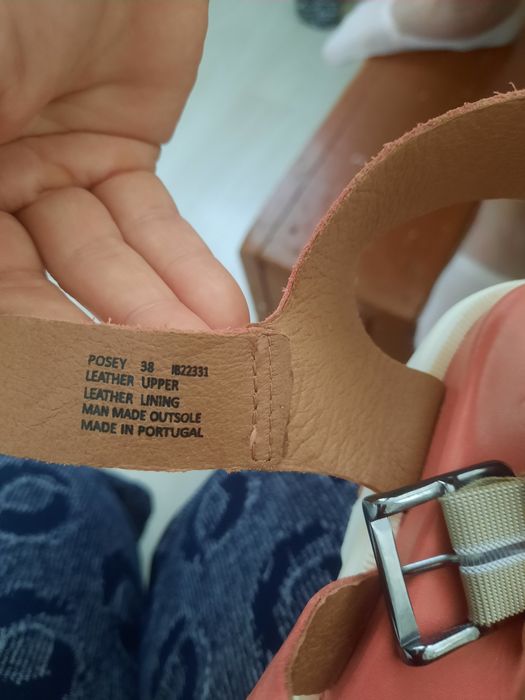 POSEY 38 IB22331
LEATHER UPPER
LEATHER LINING
MAN MADE OUTSOLE
MADE IN PORTUGAL